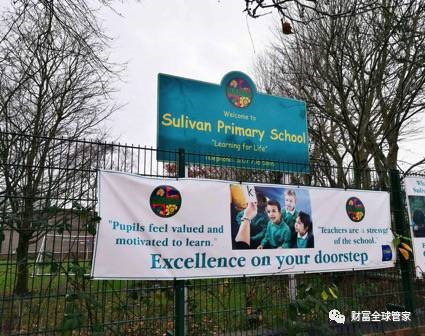 Welcome to
Sulivan Primary School
"Learning for Life"
"Pupils feel valued and
motivated to learn."
"Teachers are a
of the school."
Excellence on your doorstep
财富全球管家